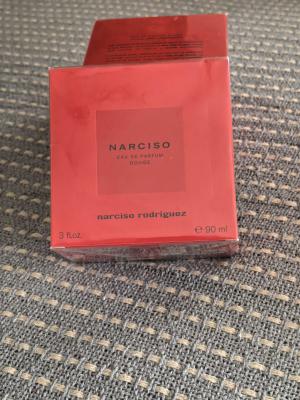 NARCISO
EAU DE PARFUM
ROUGE
narciso rodriguez
3 fl.oz. ℮ 90 ml